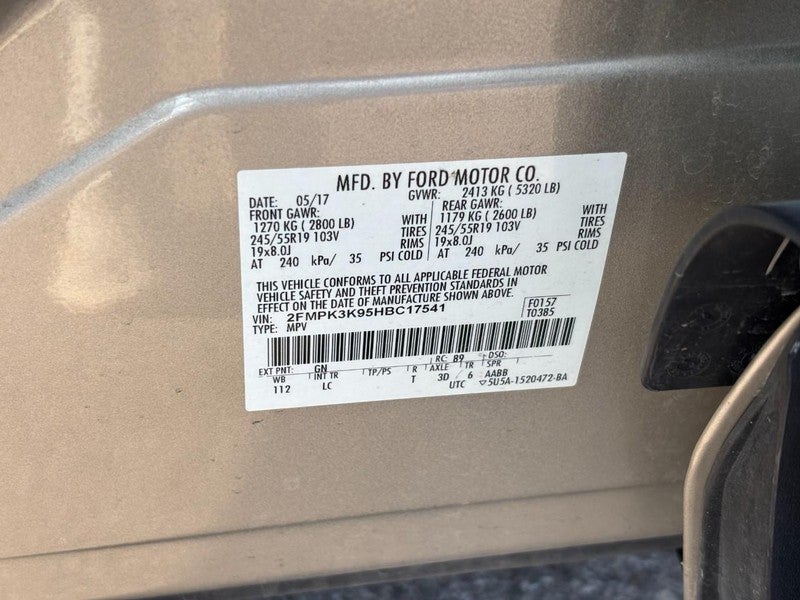 MFD. BY FORD MOTOR CO.
DATE: 05/17 GVWR: 2413 KG ( 5320 LB)
FRONT GAWR: REAR GAWR:
1270 KG ( 2800 LB) WITH 1179 KG ( 2600 LB) WITH
245/55R19 103V TIRES 245/55R19 103V TIRES
19x8.0J RIMS 19x8.0J RIMS
AT 240 kPa/ 35 PSI COLD AT 240 kPa/ 35 PSI COLD
THIS VEHICLE CONFORMS TO ALL APPLICABLE FEDERAL MOTOR
VEHICLE SAFETY AND THEFT PREVENTION STANDARDS IN
EFFECT ON THE DATE OF MANUFACTURE SHOWN ABOVE.
VIN: 2FMPK3K95HBC17541 F0157
TYPE: MPV T0385
EXT PNT: GN RC: 89 DSO:
WB INT TR TP/PS R AXLE TR SPR
112 LC T 3D 6 AABB
UTC ▽5U5A-1520472-BA